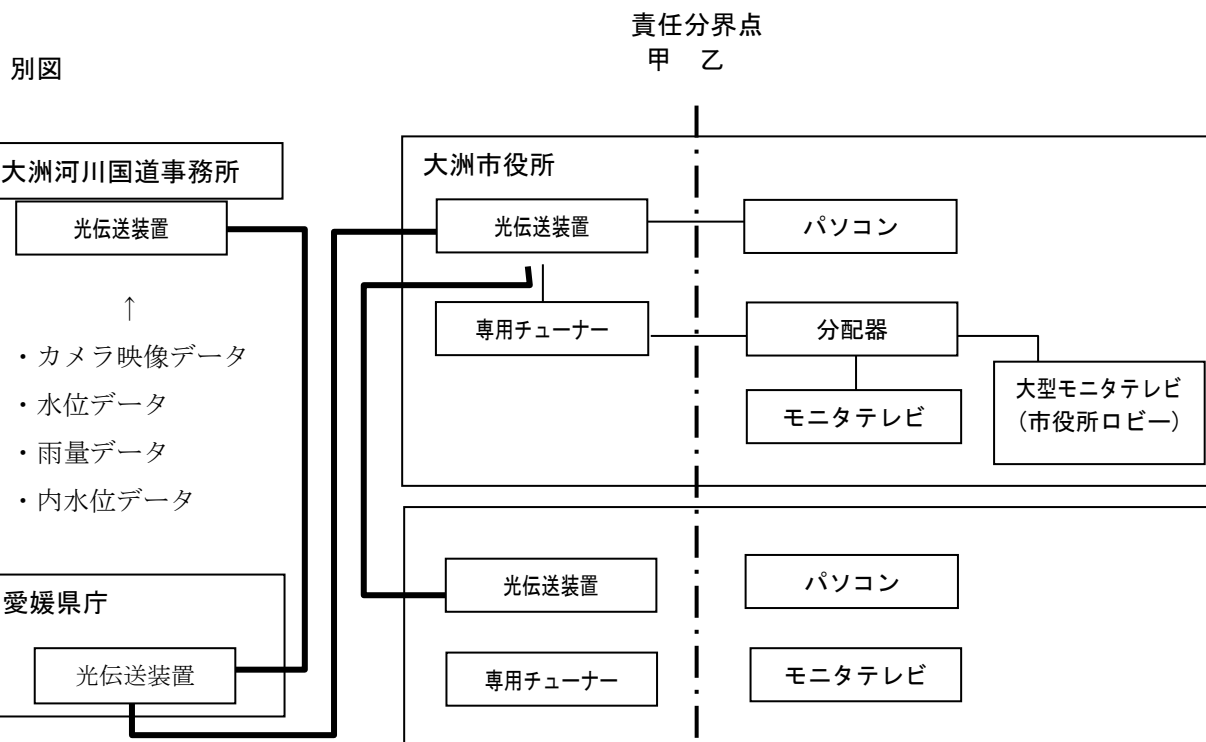 責任分界点
甲 乙
別図
大洲河川国道事務所
光伝送装置
↑
・カメラ映像データ
・水位データ
・雨量データ
・内水位データ
愛媛県庁
光伝送装置
大洲市役所
光伝送装置
パソコン
専用チューナー
分配器
モニタテレビ
大型モニタテレビ
(市役所ロビー)
光伝送装置
パソコン
専用チューナー
モニタテレビ